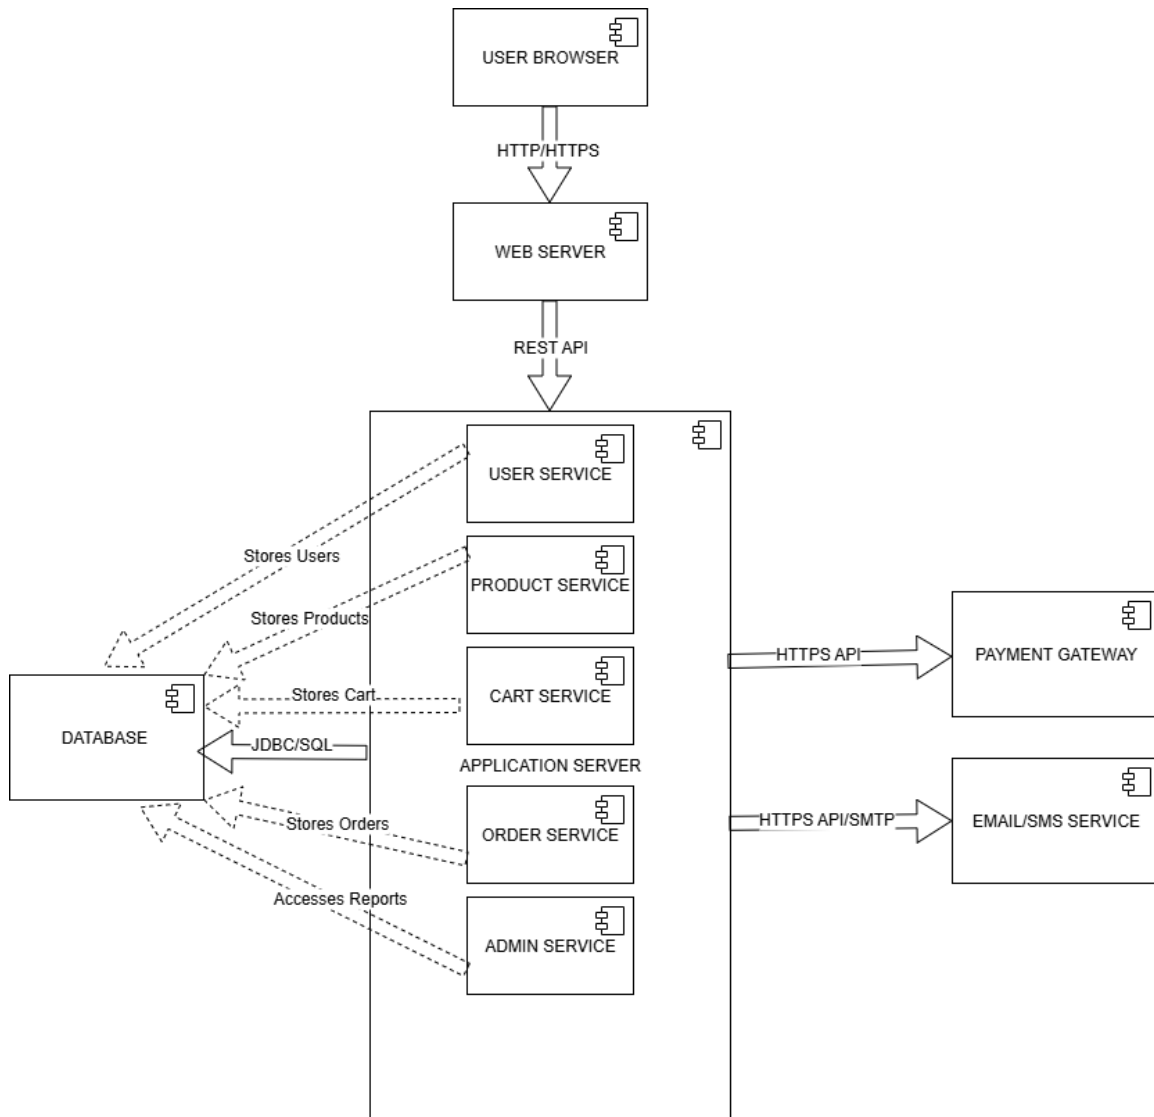 USER BROWSER
HTTP/HTTPS
WEB SERVER
REST API
USER SERVICE
Stores Users
PRODUCT SERVICE
Stores Products
HTTPS API
PAYMENT GATEWAY
CART SERVICE
Stores Cart
DATABASE
JDBC/SQL
APPLICATION SERVER
ORDER SERVICE
Stores Orders
HTTPS API/SMTP
EMAIL/SMS SERVICE
Accesses Reports
ADMIN SERVICE